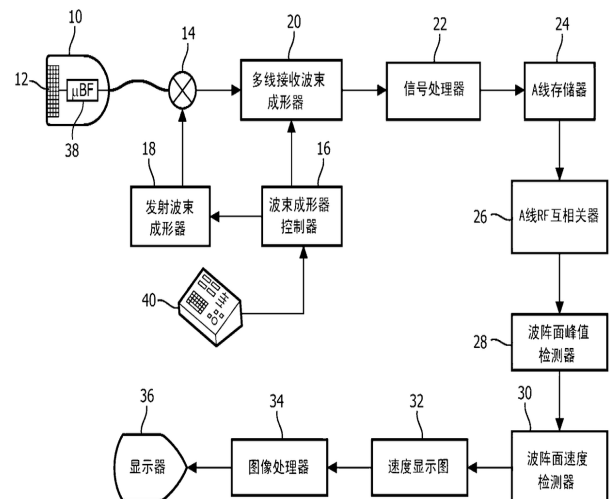 10
14
20
22
24
12
μBF
38
多线接收波束
成形器
信号处理器
A线存储器
18
16
发射波束
成形器
波束成形器
控制器
26
A线RF互相关器
40
28
波阵面峰值
检测器
36
34
32
30
显示器
图像处理器
速度显示图
波阵面速度
检测器